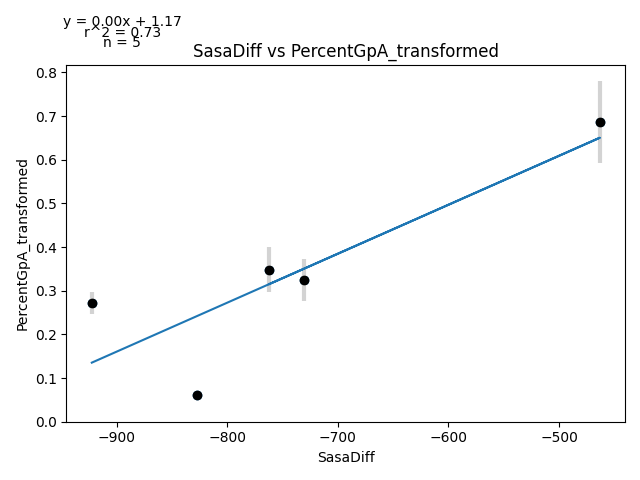 y = 0.00x + 1.17
r^2 = 0.73
n = 5
SasaDiff vs PercentGpA_transformed
PercentGpA_transformed
0.8
0.7
0.6
0.5
0.4
0.3
0.2
0.1
0.0
−900
−800
−700
−600
−500
SasaDiff